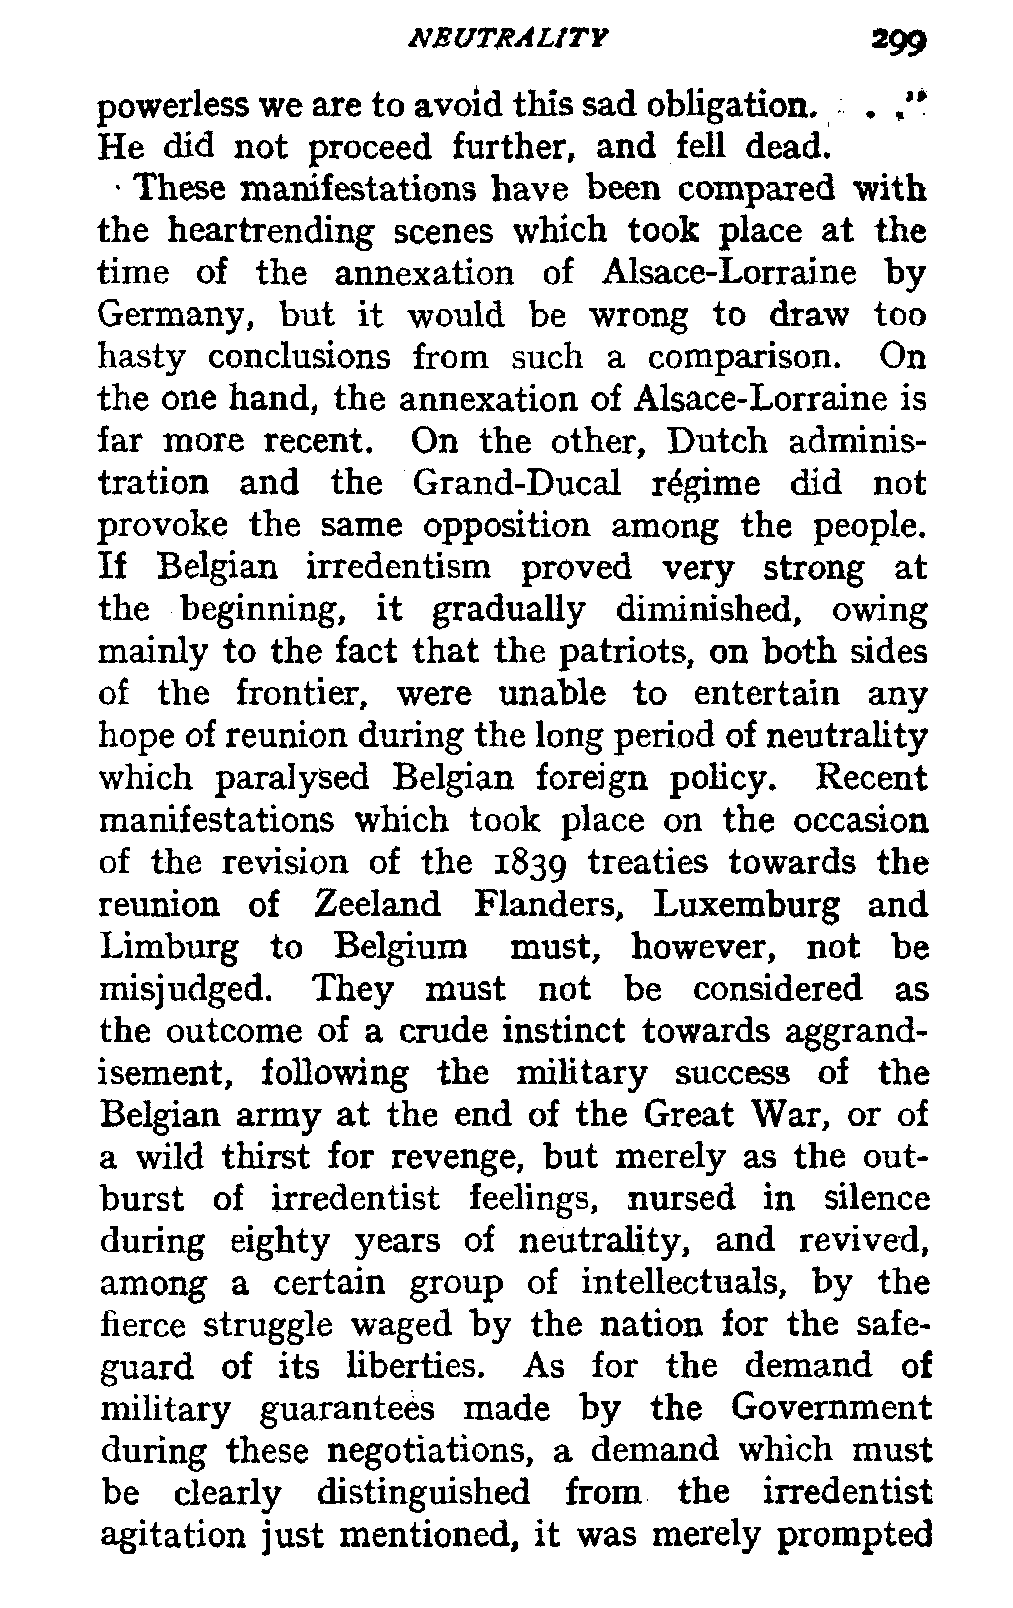 NEUTRALITY 299
powerless we are to avoid this sad obligation. . . ."
He did not proceed further, and fell dead.
These manifestations have been compared with
the heartrending scenes which took place at the
time of the annexation of Alsace-Lorraine by
Germany, but it would be wrong to draw too
hasty conclusions from such a comparison. On
the one hand, the annexation of Alsace-Lorraine is
far more recent. On the other, Dutch adminis-
tration and the Grand-Ducal régime did not
provoke the same opposition among the people.
If Belgian irredentism proved very strong at
the beginning, it gradually diminished, owing
mainly to the fact that the patriots, on both sides
of the frontier, were unable to entertain any
hope of reunion during the long period of neutrality
which paralysed Belgian foreign policy. Recent
manifestations which took place on the occasion
of the revision of the 1839 treaties towards the
reunion of Zeeland Flanders, Luxemburg and
Limburg to Belgium must, however, not be
misjudged. They must not be considered as
the outcome of a crude instinct towards aggrand-
isement, following the military success of the
Belgian army at the end of the Great War, or of
a wild thirst for revenge, but merely as the out-
burst of irredentist feelings, nursed in silence
during eighty years of neutrality, and revived,
among a certain group of intellectuals, by the
fierce struggle waged by the nation for the safe-
guard of its liberties. As for the demand of
military guarantees made by the Government
during these negotiations, a demand which must
be clearly distinguished from the irredentist
agitation just mentioned, it was merely prompted